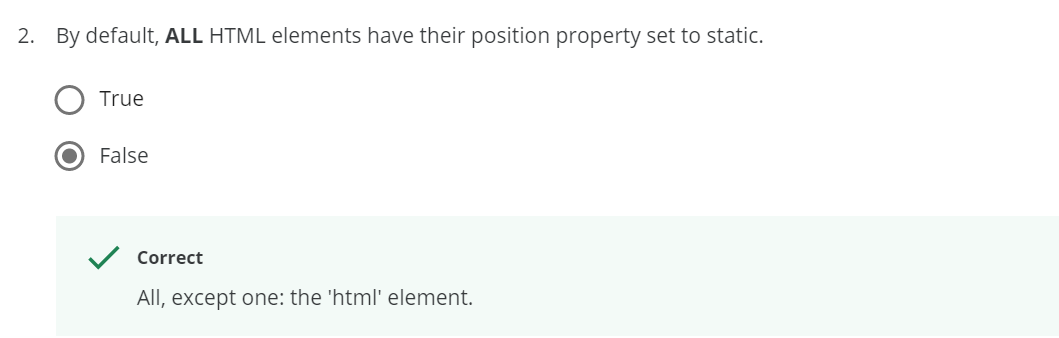 2. By default, ALL HTML elements have their position property set to static.
True
False
Correct
All, except one: the 'html' element.